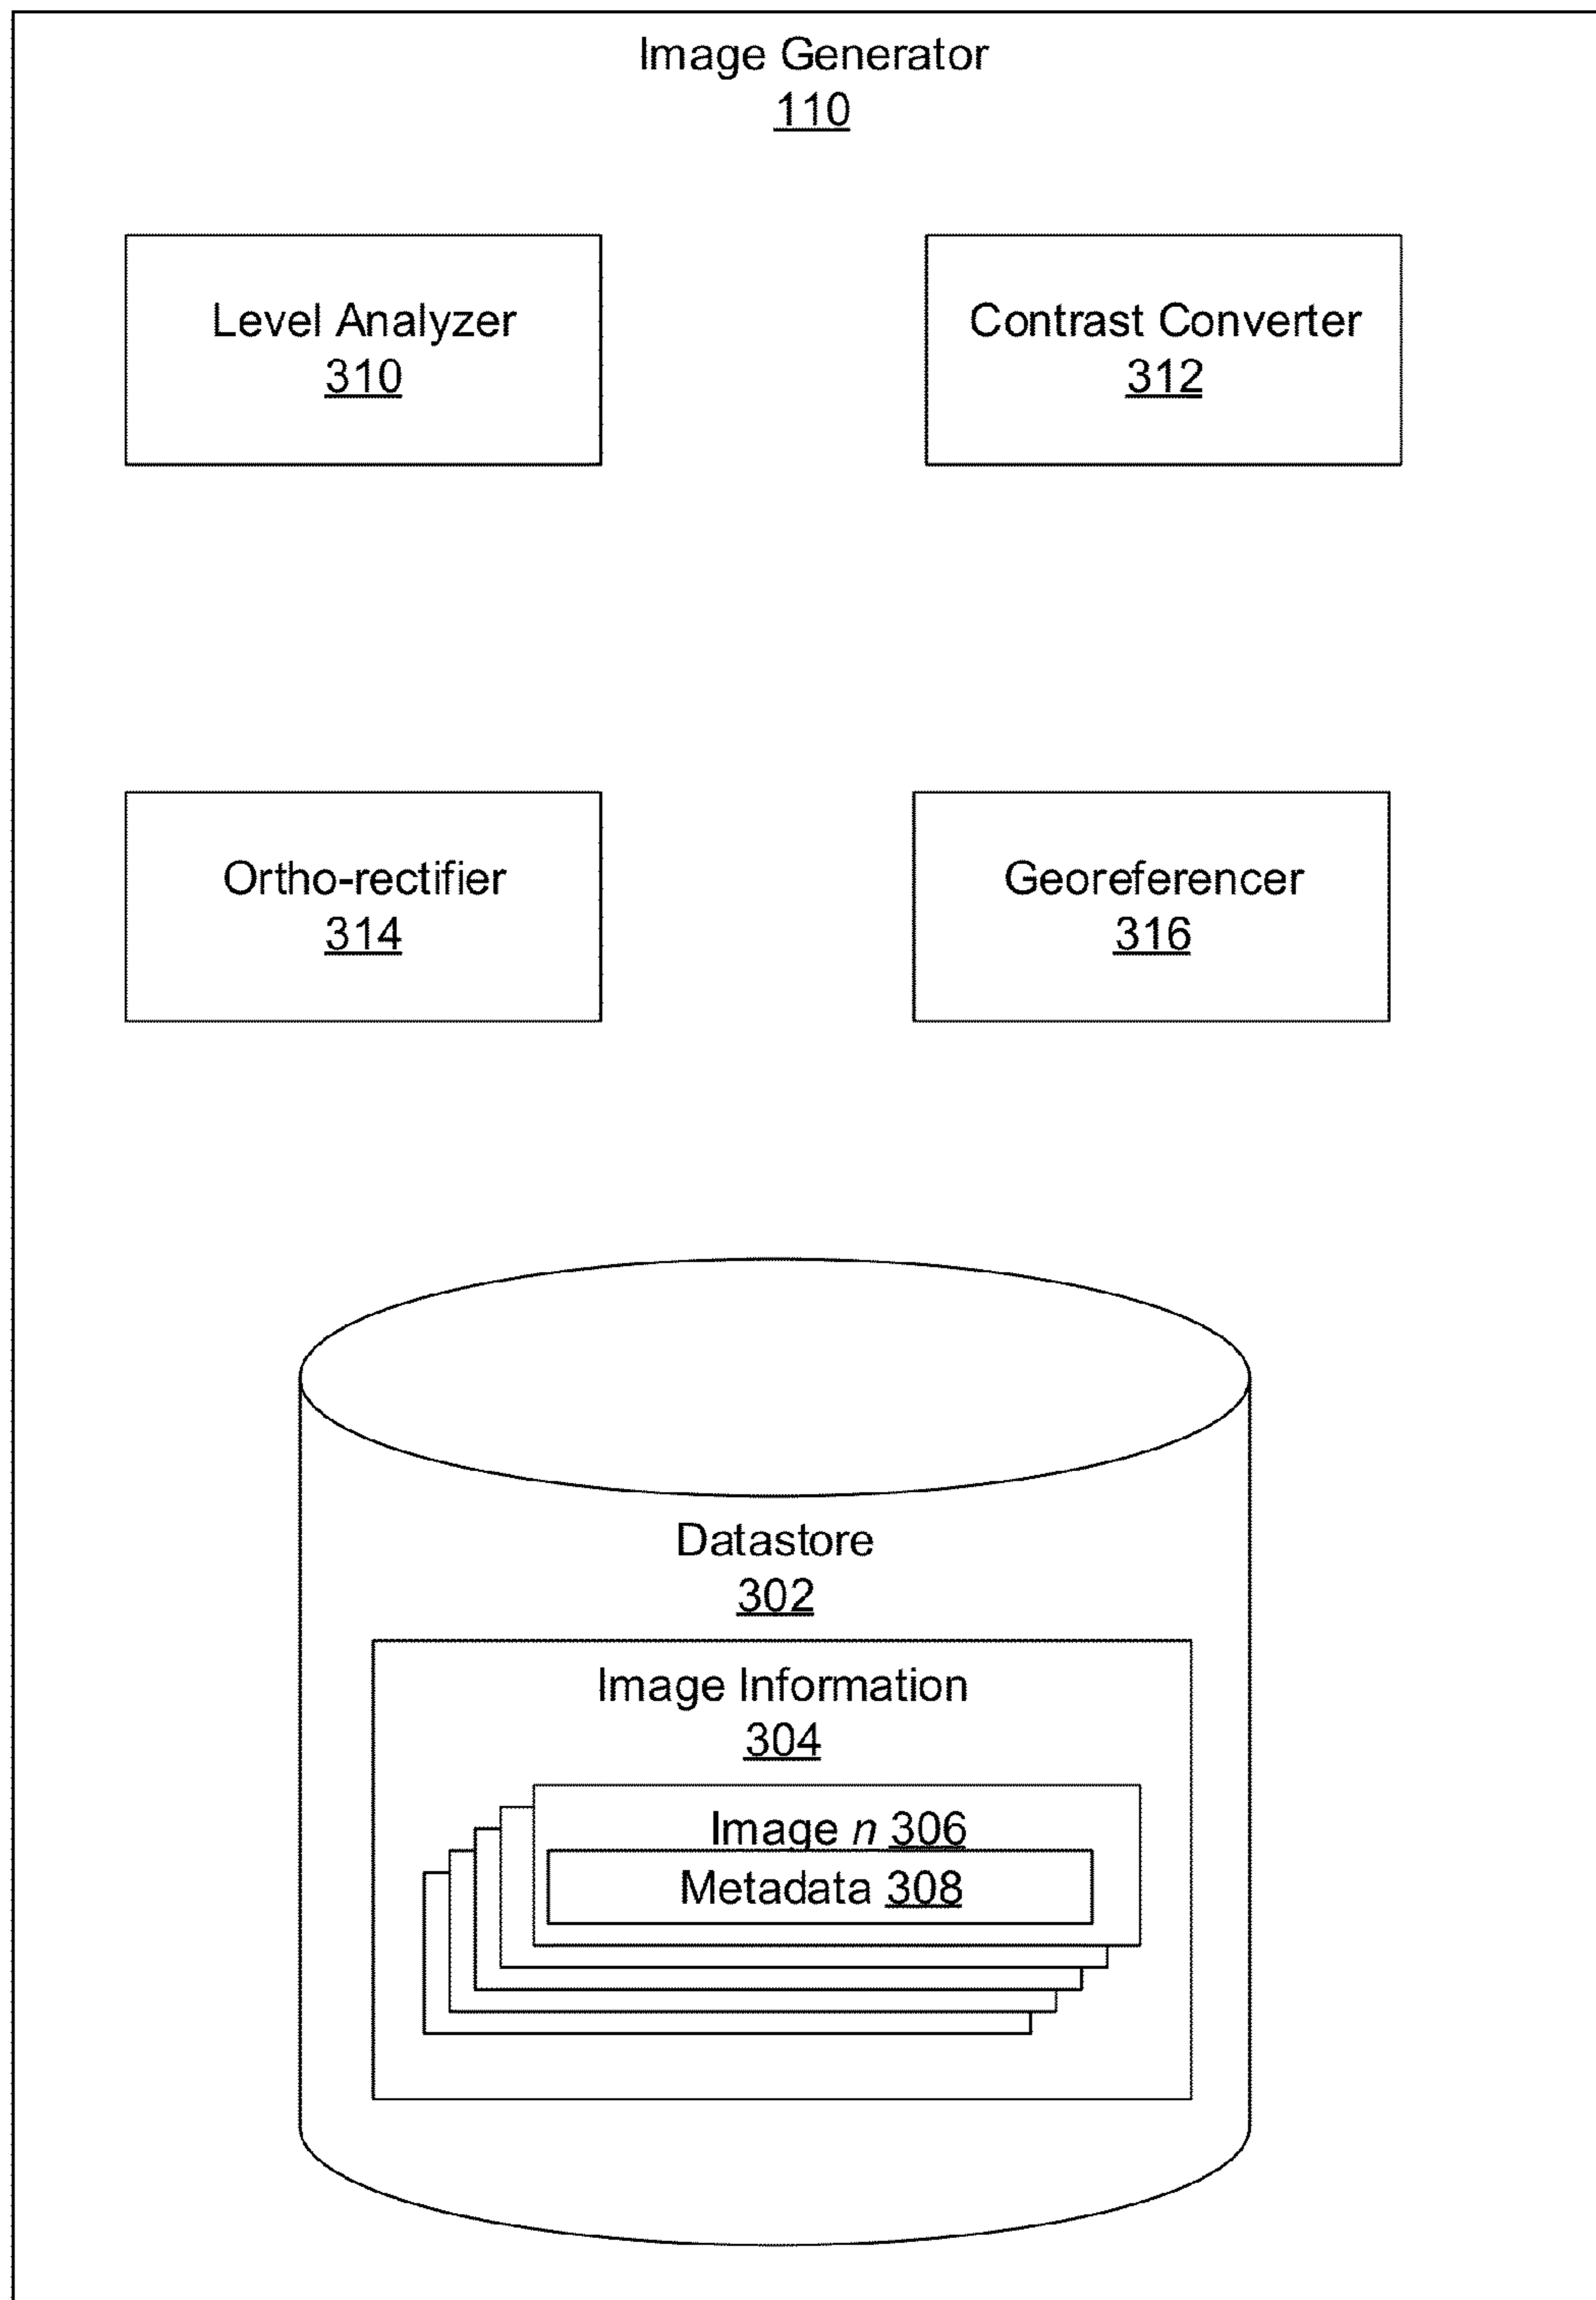 Image Generator
110
Level Analyzer
310
Contrast Converter
312
Ortho-rectifier
314
Georeferencer
316
Datastore
302
Image Information
304
Image n 306
Metadata 308